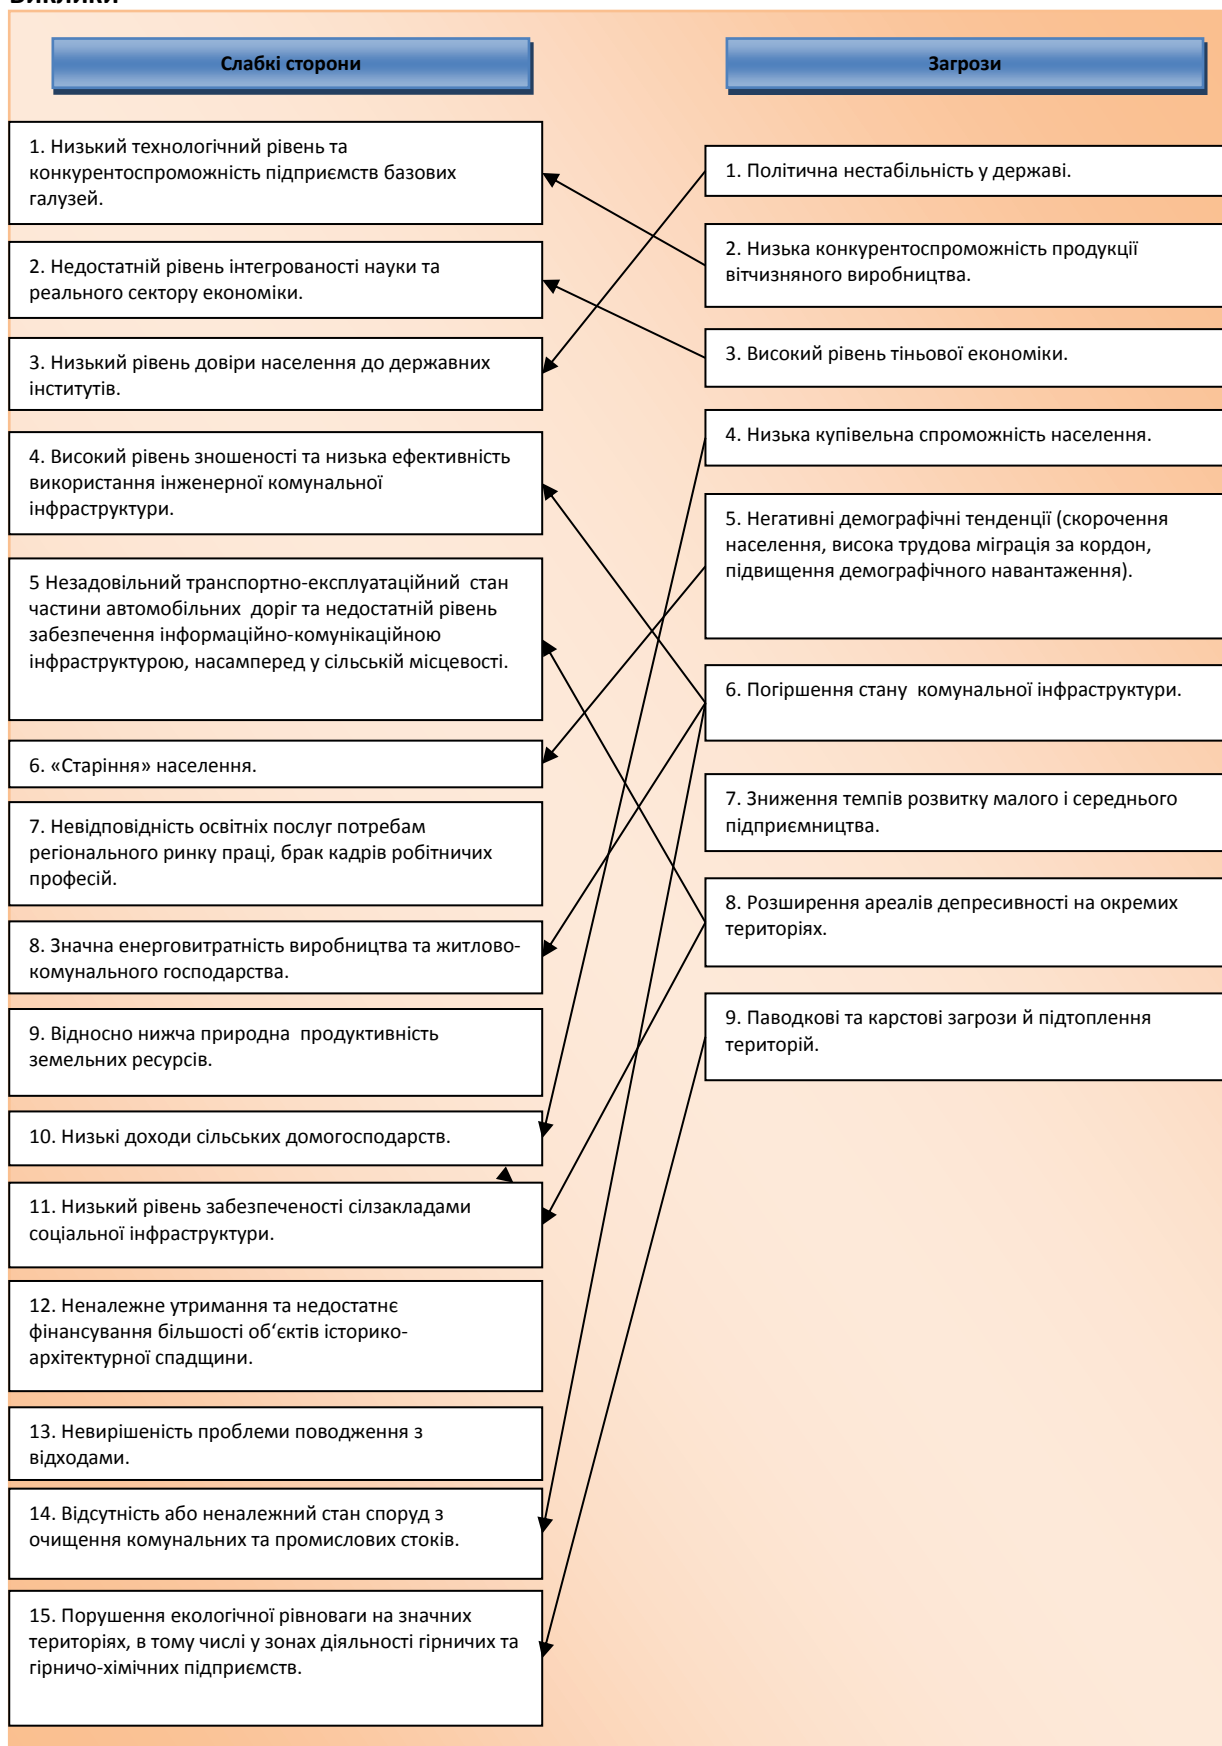 Виклики
Слабкі сторони
1. Низький технологічний рівень та
конкурентоспроможність підприємств базових
галузей.
2. Недостатній рівень інтегрованості науки та
реального сектору економіки.
3. Низький рівень довіри населення до державних
інститутів.
4. Високий рівень зношеності та низька ефективність
використання інженерної комунальної
інфраструктури.
5 Незадовільний транспортно-експлуатаційний стан
частини автомобільних доріг та недостатній рівень
забезпечення інформаційно-комунікаційною
інфраструктурою, насамперед у сільській місцевості.
6. «Старіння» населення.
7. Невідповідність освітніх послуг потребам
регіонального ринку праці, брак кадрів робітничих
професій.
8. Значна енерговитратність виробництва та житлово-
комунального господарства.
9. Відносно нижча природна продуктивність
земельних ресурсів.
10. Низькі доходи сільських домогосподарств.
11. Низький рівень забезпеченості сілзакладами
соціальної інфраструктури.
12. Неналежне утримання та недостатнє
фінансування більшості об‘єктів історико-
архітектурної спадщини.
13. Невирішеність проблеми поводження з
відходами.
14. Відсутність або неналежний стан споруд з
очищення комунальних та промислових стоків.
15. Порушення екологічної рівноваги на значних
територіях, в тому числі у зонах діяльності гірничих та
гірничо-хімічних підприємств.
Загрози
1. Політична нестабільність у державі.
2. Низька конкурентоспроможність продукції
вітчизняного виробництва.
3. Високий рівень тіньової економіки.
4. Низька купівельна спроможність населення.
5. Негативні демографічні тенденції (скорочення
населення, висока трудова міграція за кордон,
підвищення демографічного навантаження).
6. Погіршення стану комунальної інфраструктури.
7. Зниження темпів розвитку малого і середнього
підприємництва.
8. Розширення ареалів депресивності на окремих
територіях.
9. Паводкові та карстові загрози й підтоплення
територій.